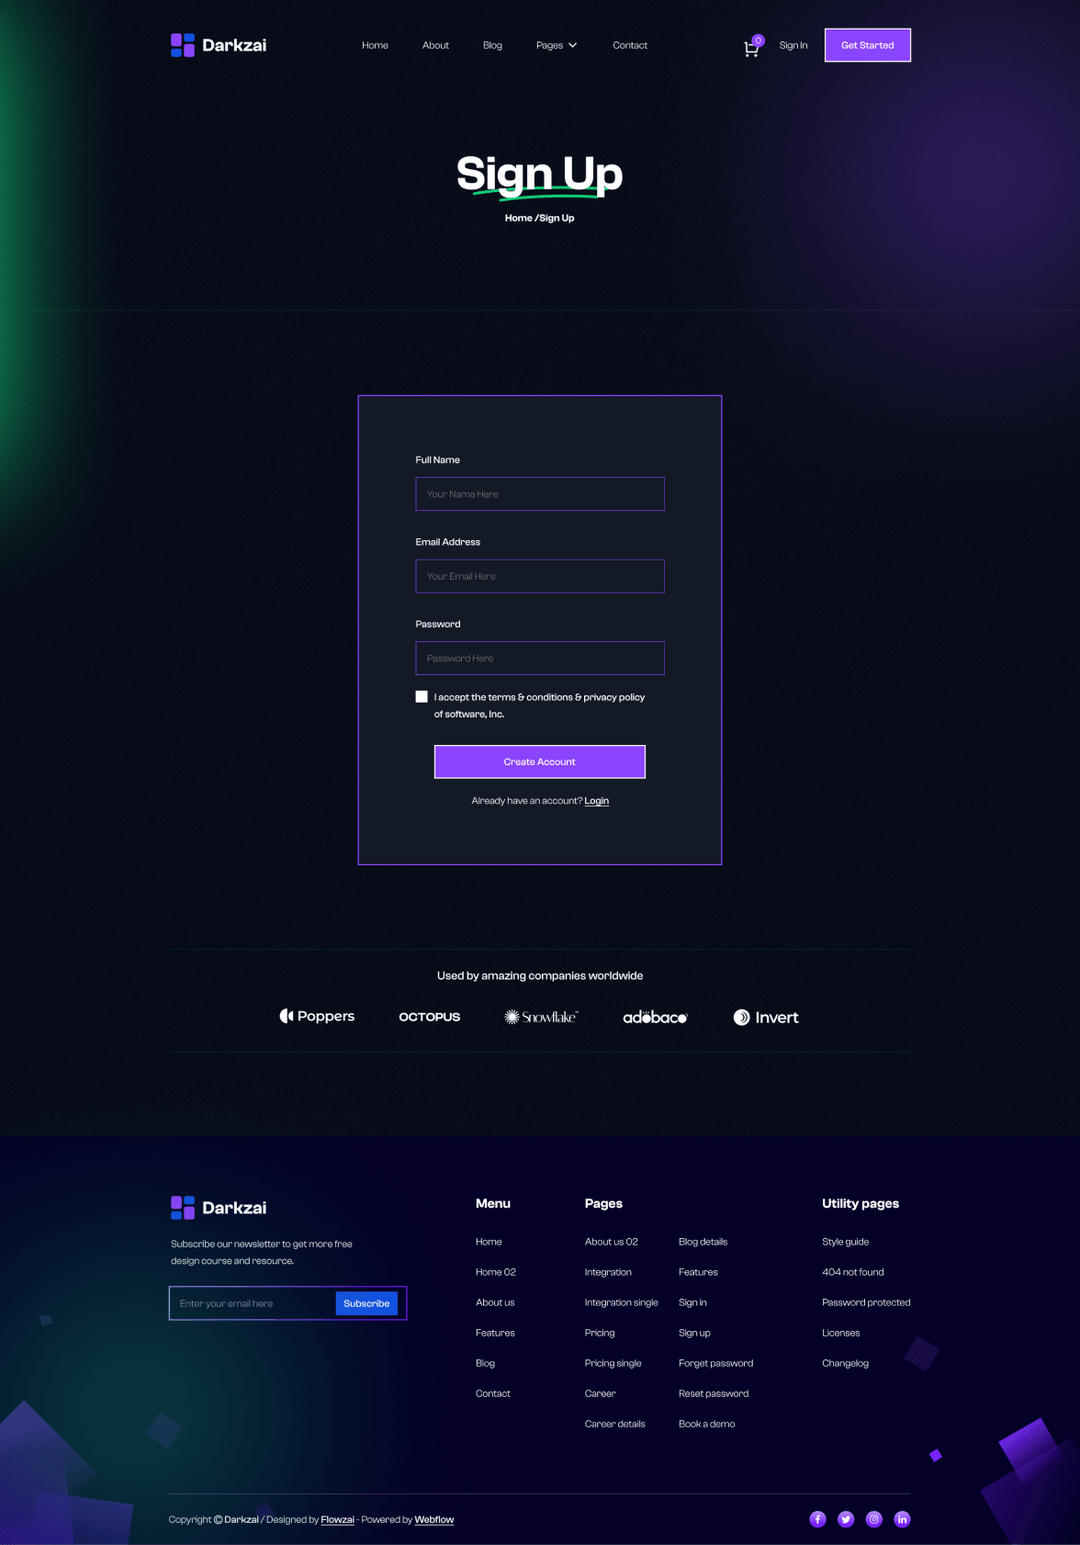 Darkzai
Home About Blog Pages Contact
0
Sign In
Get Started
Sign Up
Home /Sign Up
Full Name
Your Name Here
Email Address
Your Email Here
Password
Password Here
I accept the terms & conditions & privacy policy
of software, Inc.
Create Account
Already have an account? Login
Used by amazing companies worldwide
Poppers OCTOPUS Snowflake™ adobaco Invert
Darkzai
Subscribe our newsletter to get more free
design course and resource.
Enter your email here Subscribe
Menu
Home
Home 02
About us
Features
Blog
Contact
Pages
About us 02
Integration
Integration single
Pricing
Pricing single
Career
Career details
Blog details
Features
Sign in
Sign up
Forget password
Reset password
Book a demo
Utility pages
Style guide
404 not found
Password protected
Licenses
Changelog
Copyright © Darkzai / Designed by Flowzai - Powered by Webflow